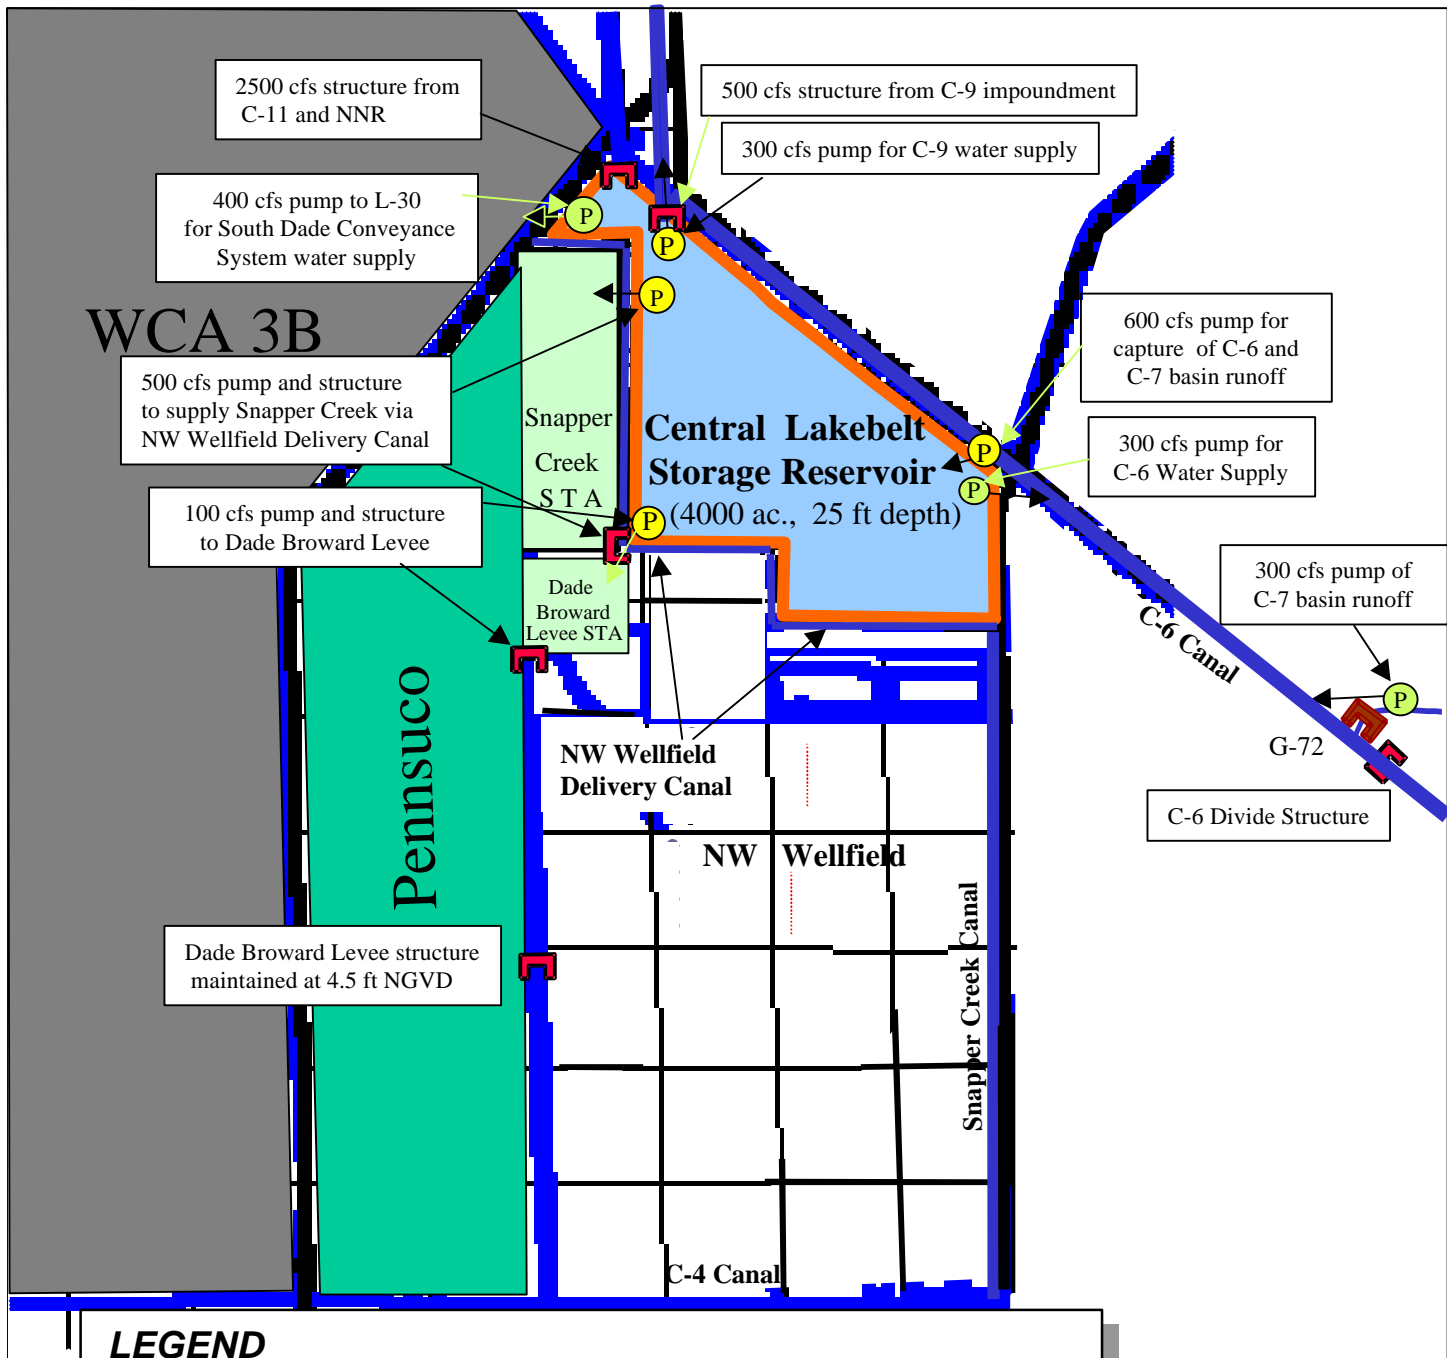 2500 cfs structure from
C-11 and NNR
500 cfs structure from C-9 impoundment
300 cfs pump for C-9 water supply
400 cfs pump to L-30
for South Dade Conveyance
System water supply
P
P
P
WCA 3B
600 cfs pump for
capture of C-6 and
C-7 basin runoff
500 cfs pump and structure
to supply Snapper Creek via
NW Wellfield Delivery Canal
Snapper
Creek
S T A
Central Lakebelt
Storage Reservoir
(4000 ac., 25 ft depth)
P
P
P
300 cfs pump for
C-6 Water Supply
100 cfs pump and structure
to Dade Broward Levee
Dade
Broward
Levee STA
300 cfs pump of
C-7 basin runoff
C-6 Canal
P
G-72
C-6 Divide Structure
Pennsuco
NW Wellfield
Delivery Canal
NW Wellfield
Dade Broward Levee structure
maintained at 4.5 ft NGVD
Snapper Creek Canal
C-4 Canal
LEGEND